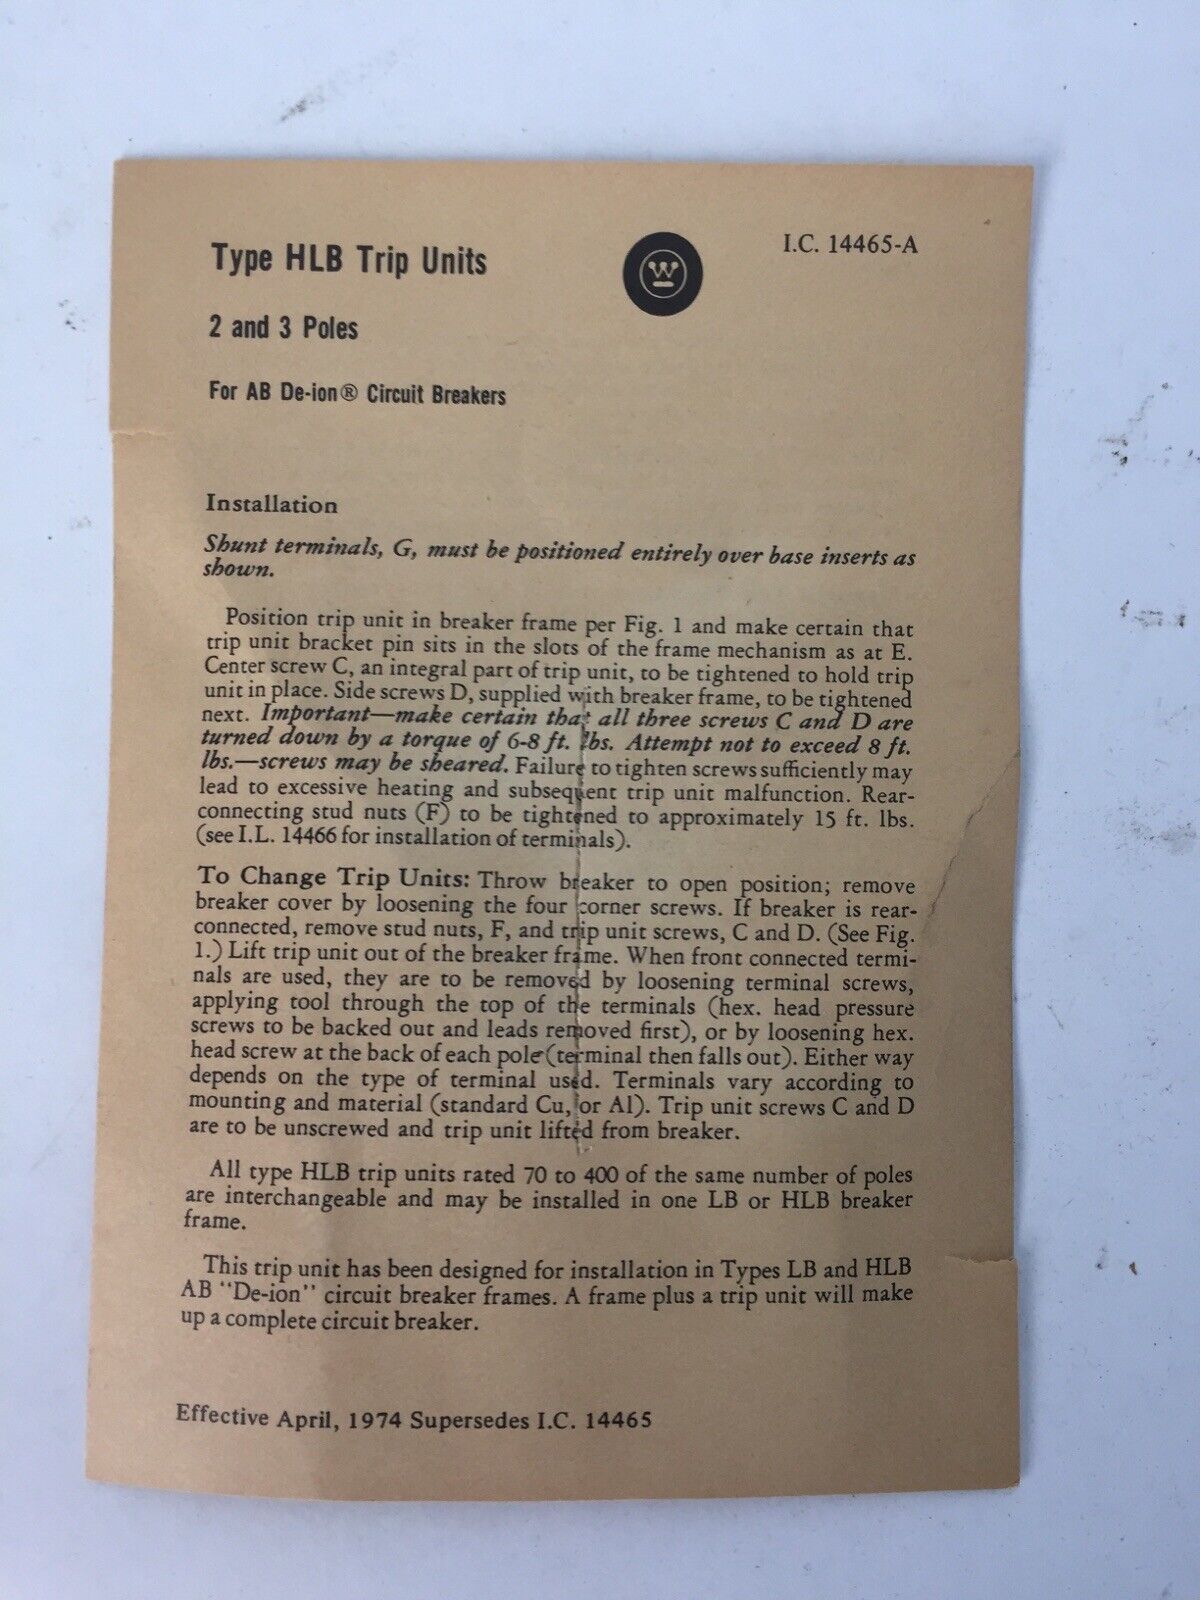 Type HLB Trip Units
W
I.C. 14465-A
2 and 3 Poles
For AB De-ion® Circuit Breakers
Installation
Shunt terminals, G, must be positioned entirely over base inserts as
shown.
Position trip unit in breaker frame per Fig. 1 and make certain that
trip unit bracket pin sits in the slots of the frame mechanism as at E.
Center screw C, an integral part of trip unit, to be tightened to hold trip
unit in place. Side screws D, supplied with breaker frame, to be tightened
next. Important—make certain that all three screws C and D are
turned down by a torque of 6-8 ft. lbs. Attempt not to exceed 8 ft.
lbs.—screws may be sheared. Failure to tighten screws sufficiently may
lead to excessive heating and subsequent trip unit malfunction. Rear-
connecting stud nuts (F) to be tightened to approximately 15 ft. lbs.
(see I.L. 14466 for installation of terminals).
To Change Trip Units: Throw breaker to open position; remove
breaker cover by loosening the four corner screws. If breaker is rear-
connected, remove stud nuts, F, and trip unit screws, C and D. (See Fig.
1.) Lift trip unit out of the breaker frame. When front connected termi-
nals are used, they are to be removed by loosening terminal screws,
applying tool through the top of the terminals (hex. head pressure
screws to be backed out and leads removed first), or by loosening hex.
head screw at the back of each pole (terminal then falls out). Either way
depends on the type of terminal used. Terminals vary according to
mounting and material (standard Cu, or Al). Trip unit screws C and D
are to be unscrewed and trip unit lifted from breaker.
All type HLB trip units rated 70 to 400 of the same number of poles
are interchangeable and may be installed in one LB or HLB breaker
frame.
This trip unit has been designed for installation in Types LB and HLB
AB "De-ion" circuit breaker frames. A frame plus a trip unit will make
up a complete circuit breaker.
Effective April, 1974 Supersedes I.C. 14465